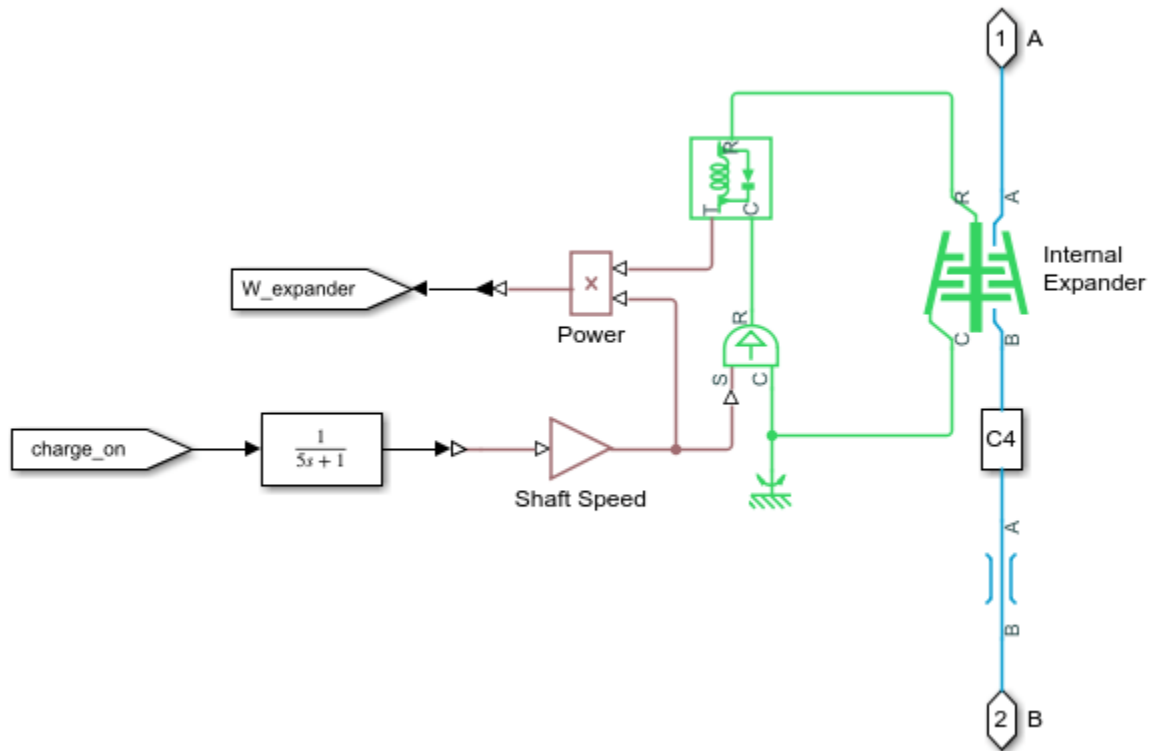 1 A
R
T C
R A
Internal
Expander
W_expander
×
Power
R
C B
S C
C4
charge_on
1
5s + 1
Shaft Speed
A
B
2 B